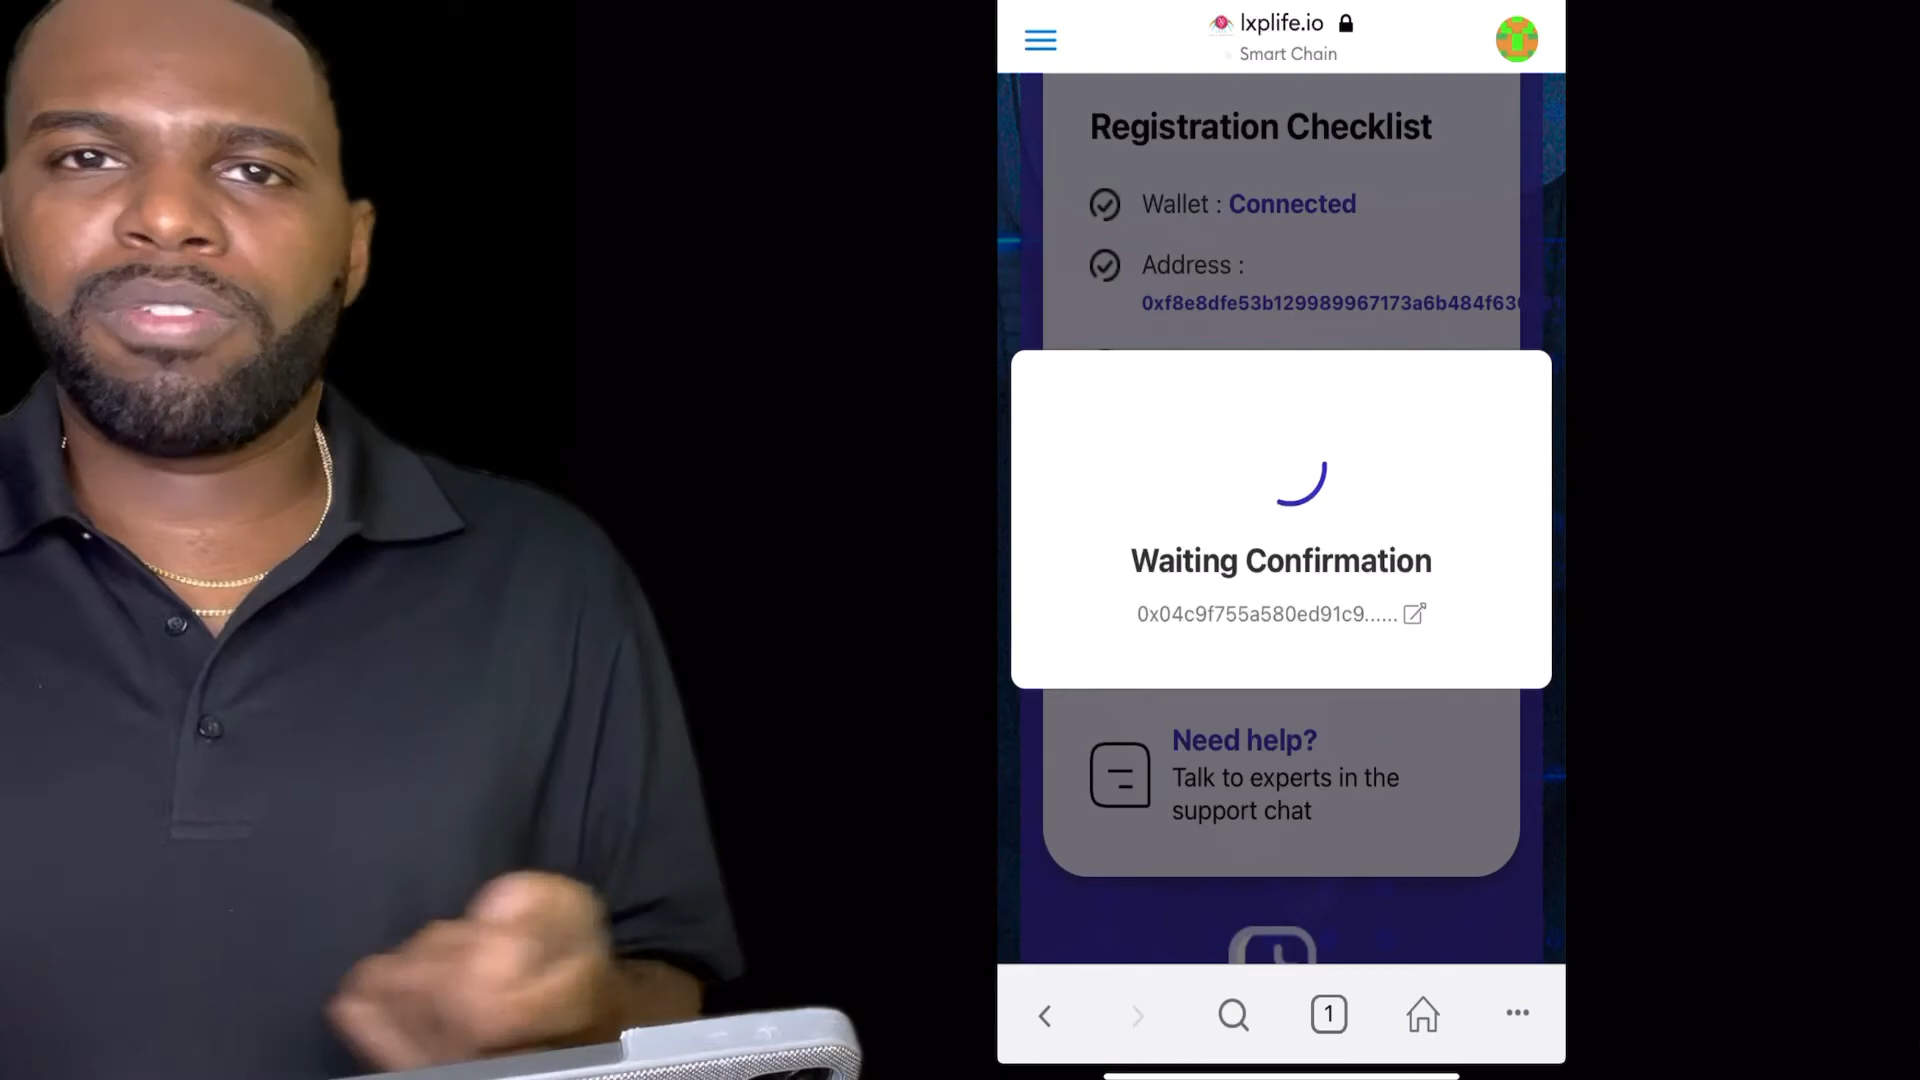 lxplife.io
Smart Chain
Registration Checklist
Wallet : Connected
Address :
0xf8e8dfe53b129989967173a6b484f63
Waiting Confirmation
0x04c9f755a580ed91c9......
Need help?
Talk to experts in the
support chat
1